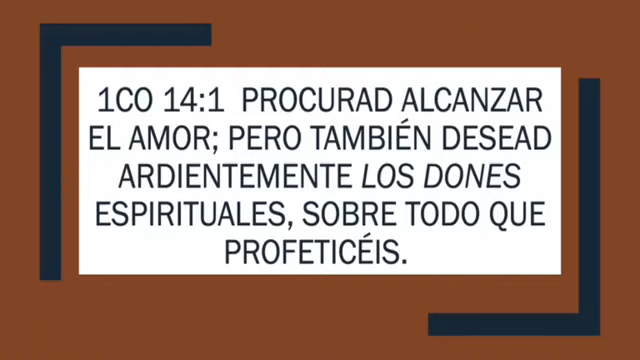 1CO 14:1  PROCURAD ALCANZAR
EL AMOR; PERO TAMBIÉN DESEAD
ARDIENTEMENTE LOS DONES
ESPIRITUALES, SOBRE TODO QUE
PROFETICÉIS.